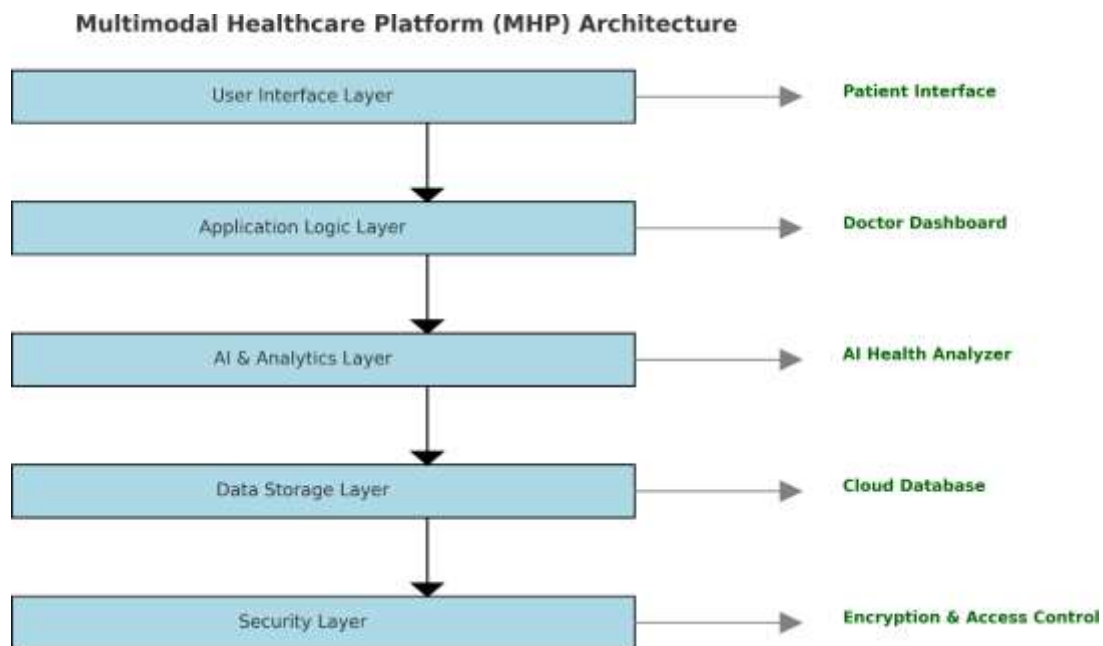 Multimodal Healthcare Platform (MHP) Architecture
User Interface Layer
Patient Interface
Application Logic Layer
Doctor Dashboard
AI & Analytics Layer
AI Health Analyzer
Data Storage Layer
Cloud Database
Security Layer
Encryption & Access Control